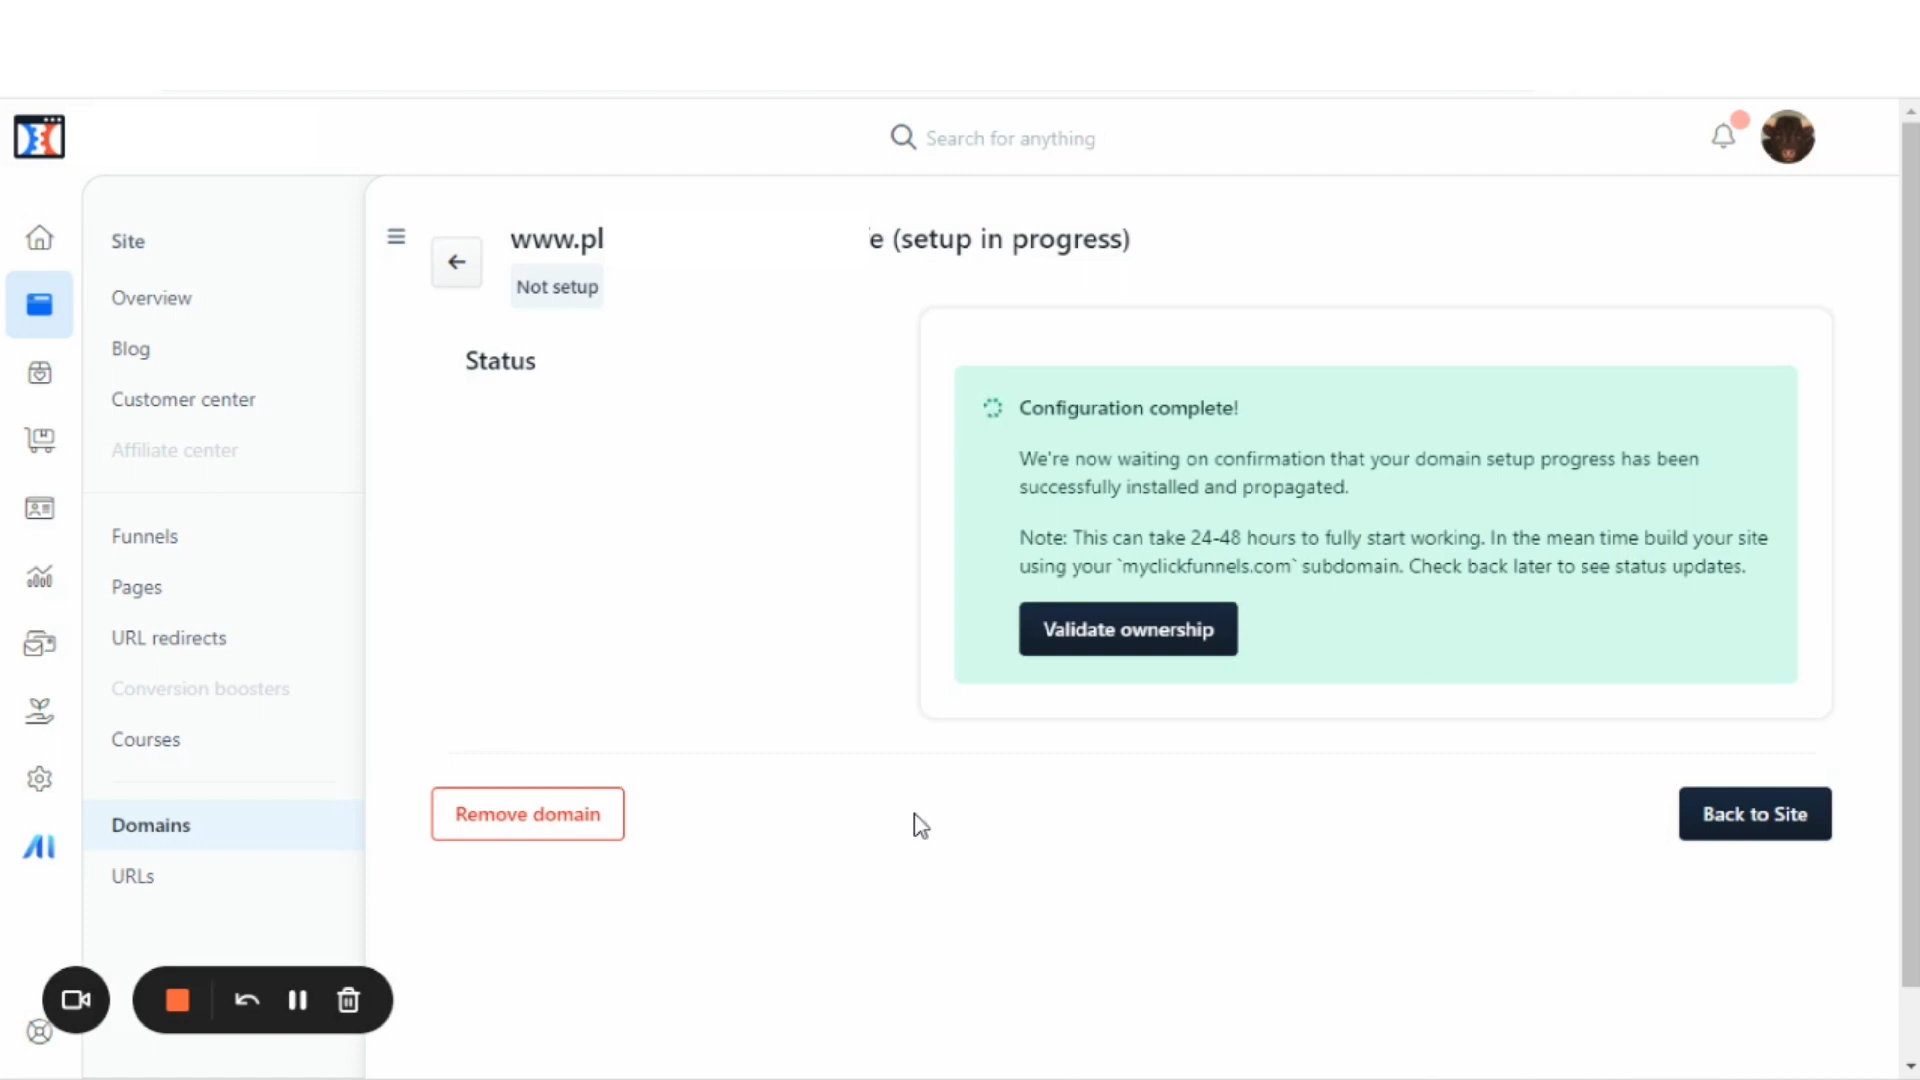 Search for anything
Site
Overview
Blog
Customer center
Affiliate center
Funnels
Pages
URL redirects
Conversion boosters
Courses
Domains
URLs
www.pl e (setup in progress)
Not setup
Status
Configuration complete!
We're now waiting on confirmation that your domain setup progress has been
successfully installed and propagated.
Note: This can take 24-48 hours to fully start working. In the mean time build your site
using your `myclickfunnels.com` subdomain. Check back later to see status updates.
Validate ownership
Remove domain
Back to Site